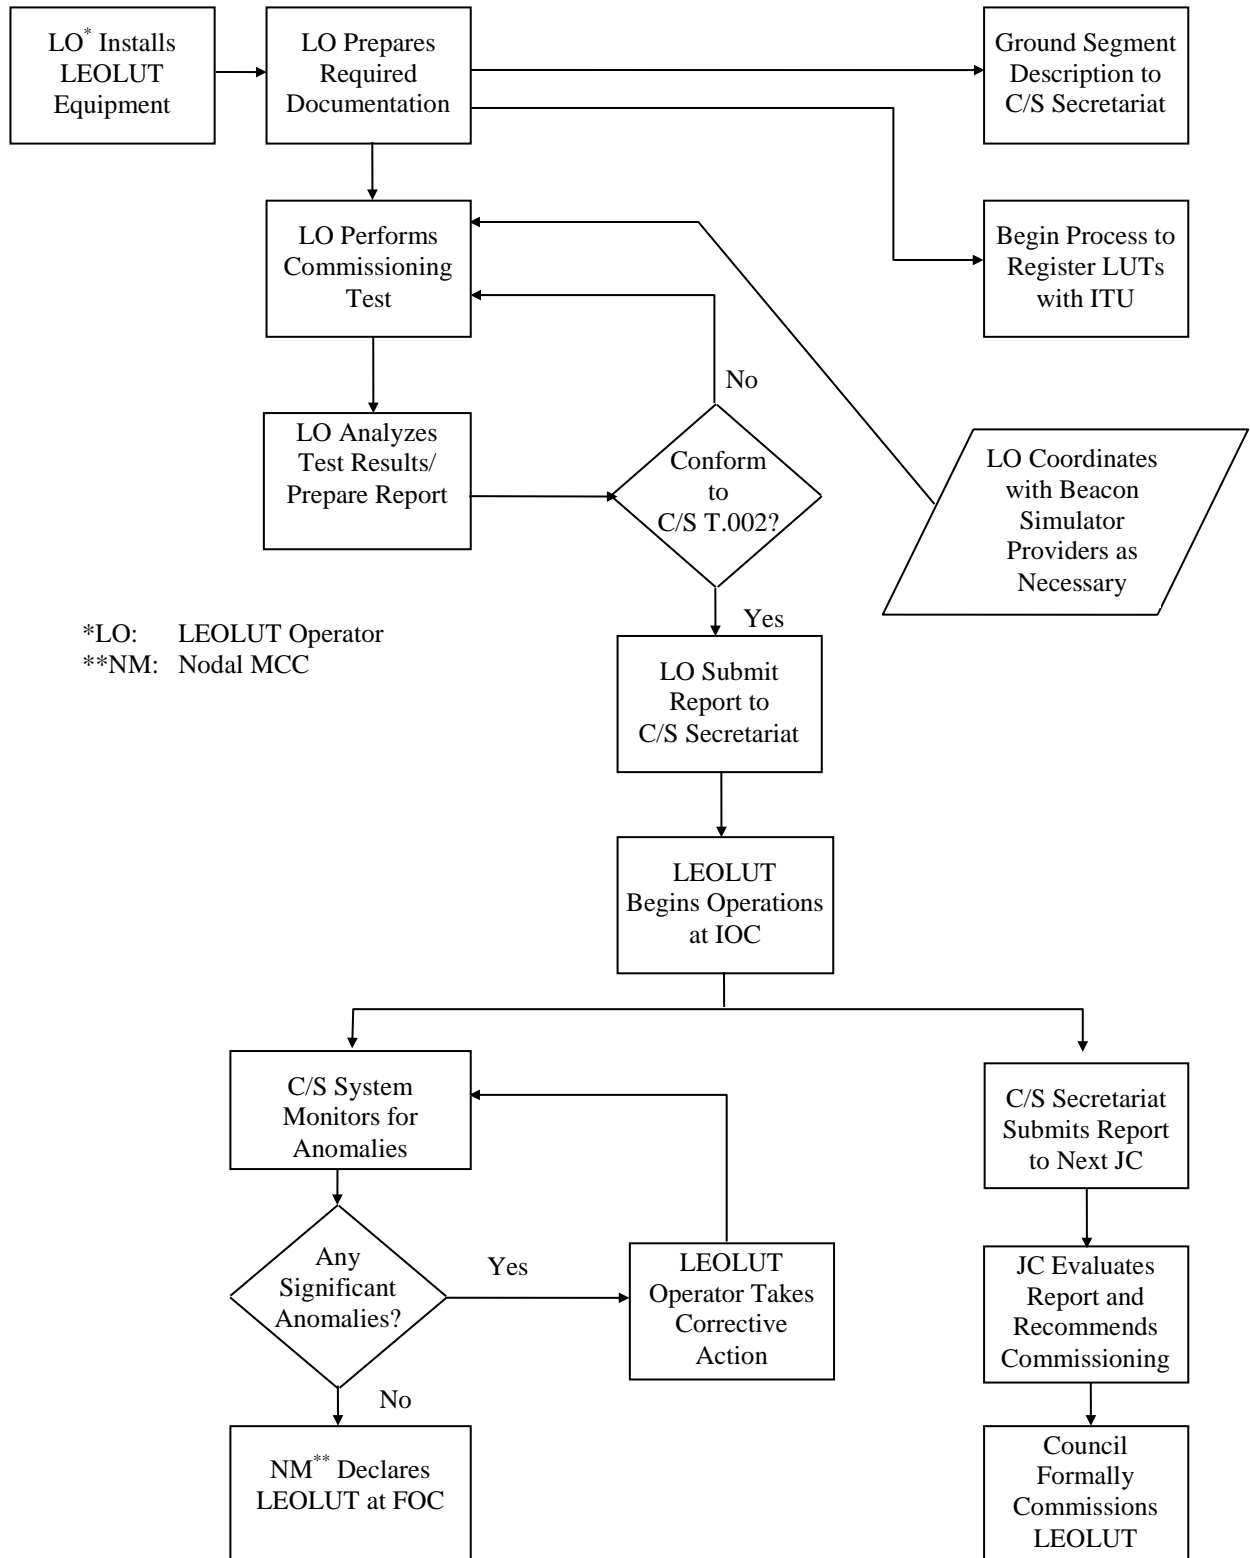 LO* Installs
LEOLUT
Equipment
LO Prepares
Required
Documentation
Ground Segment
Description to
C/S Secretariat
LO Performs
Commissioning
Test
Begin Process to
Register LUTs
with ITU
No
LO Analyzes
Test Results/
Prepare Report
Conform
to
C/S T.002?
LO Coordinates
with Beacon
Simulator
Providers as
Necessary
Yes
*LO: LEOLUT Operator
**NM: Nodal MCC
LO Submit
Report to
C/S Secretariat
LEOLUT
Begins Operations
at IOC
C/S System
Monitors for
Anomalies
C/S Secretariat
Submits Report
to Next JC
Any
Significant
Anomalies?
Yes
LEOLUT
Operator Takes
Corrective
Action
JC Evaluates
Report and
Recommends
Commissioning
No
NM** Declares
LEOLUT at FOC
Council
Formally
Commissions
LEOLUT